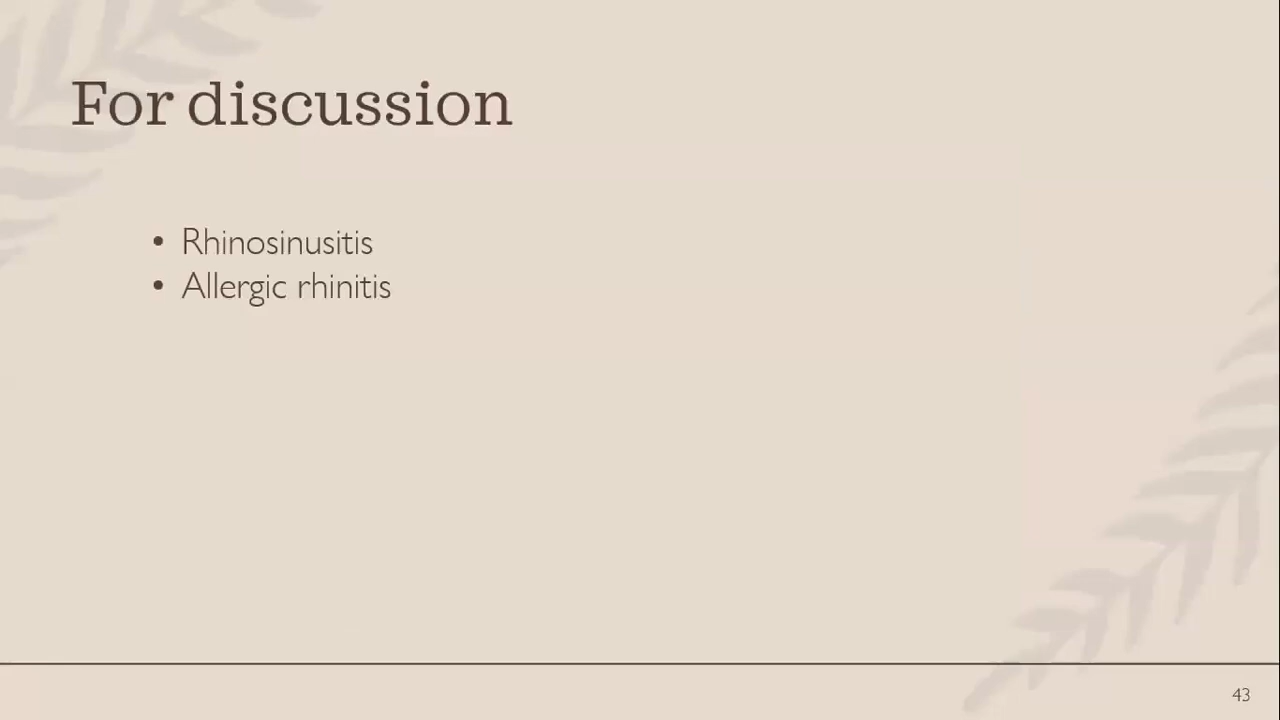 For discussion
• Rhinosinusitis
• Allergic rhinitis
43